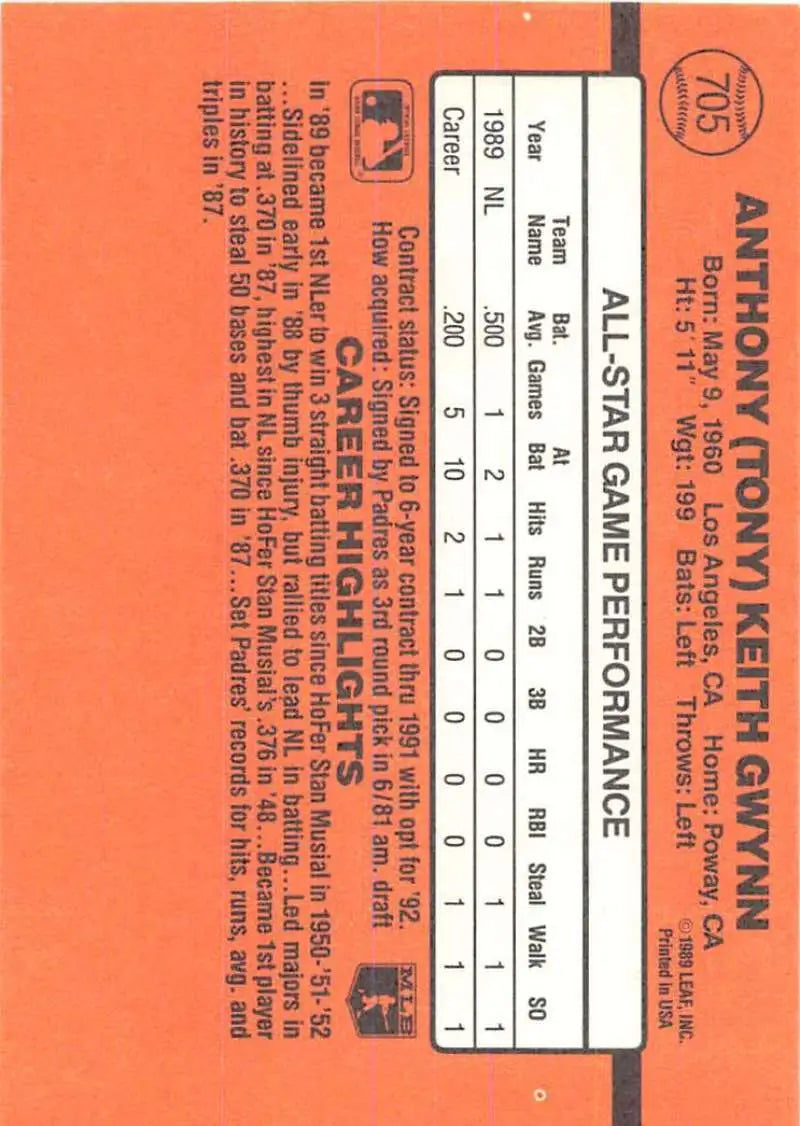 705
ANTHONY (TONY) KEITH GWYNN
Born: May 9, 1960 Los Angeles, CA Home: Poway, CA
Ht: 5' 11" Wgt: 199 Bats: Left Throws: Left
© 1989 LEAF, INC.
Printed in USA
ALL-STAR GAME PERFORMANCE
Year Team Name Bat. Avg. Games At Bat Hits Runs 2B 3B HR RBI Steal Walk SO
1989 NL .500 1 2 1 1 0 0 0 0 1 1 1
Career .200 5 10 2 1 0 0 0 0 1 1 1
Contract status: Signed to 6-year contract thru 1991 with opt for '92.
How acquired: Signed by Padres as 3rd round pick in 6/81 am. draft
MLB
CAREER HIGHLIGHTS
In '89 became 1st NLer to win 3 straight batting titles since HoFer Stan Musial in 1950-'51-'52
...Sidelined early in '88 by thumb injury, but rallied to lead NL in batting...Led majors in
batting at .370 in '87, highest in NL since HoFer Stan Musial's .376 in '48...Became 1st player
in history to steal 50 bases and bat .370 in '87...Set Padres' records for hits, runs, avg. and
triples in '87.